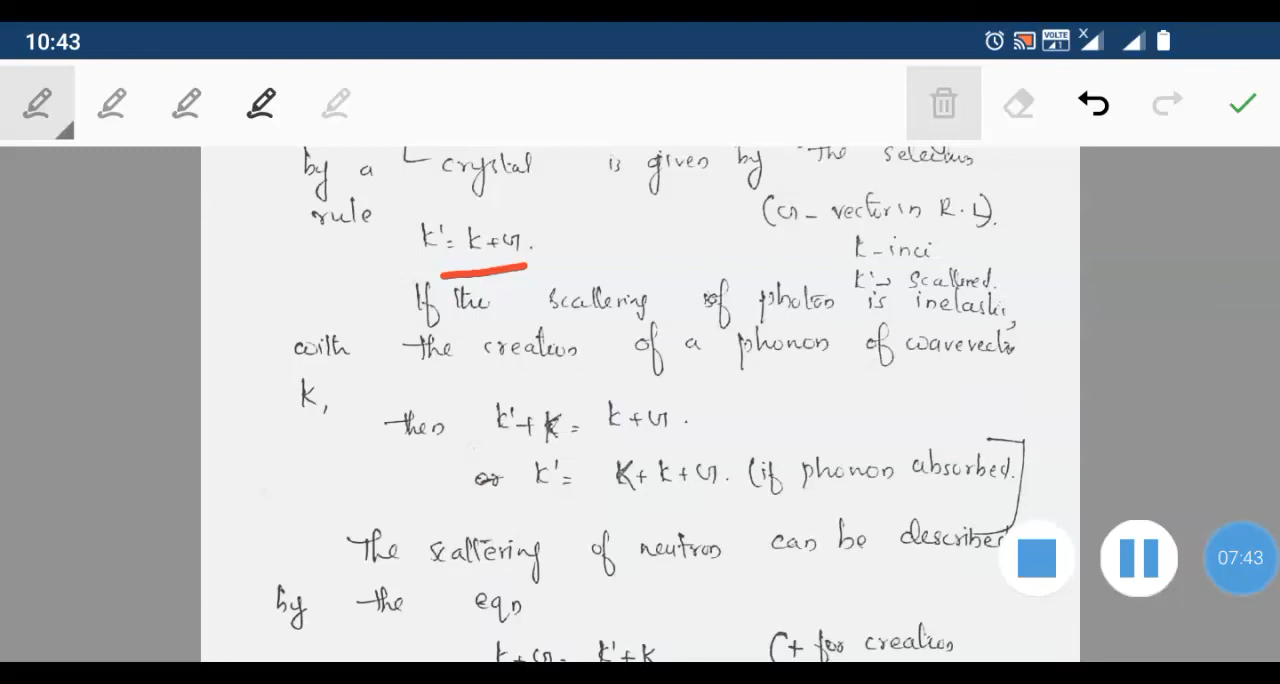 10:43
VoLTE
by a crystal is given by "The selection
rule (G - vector in R.L).
k' = k + G.
k - inci
k' -> Scattered.
If the scattering of photon is inelastic,
with the creation of a phonon of wavevector
K,
then k' + K = k + G.
or k' = K + k + G. (if phonon absorbed.
The scattering of neutron can be described
by the eqn
07:43
k + G = k' + K (+ for creation